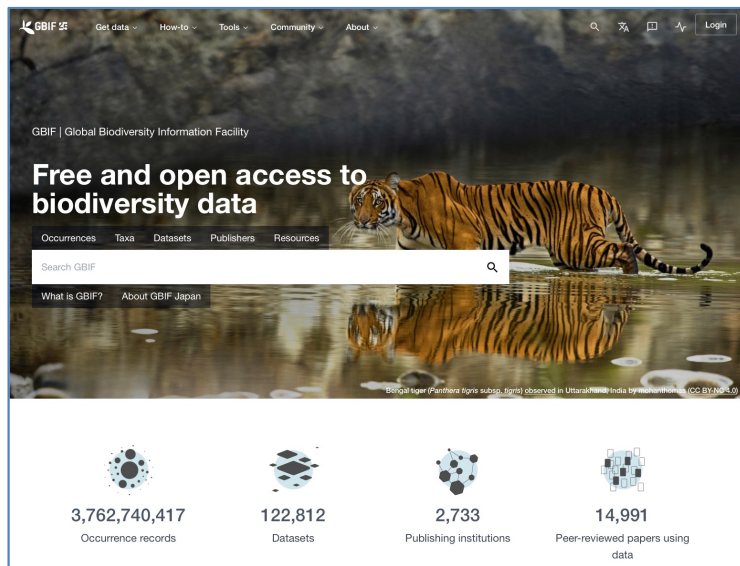 GBIF
Get data
How-to
Tools
Community
About
Login
GBIF | Global Biodiversity Information Facility
Free and open access to
biodiversity data
Occurrences
Taxa
Datasets
Publishers
Resources
Search GBIF
What is GBIF?
About GBIF Japan
Bengal tiger (Panthera tigris subsp. tigris) observed in Uttarakhand, India by mohanthomas (CC BY-NC 4.0)
3,762,740,417
Occurrence records
122,812
Datasets
2,733
Publishing institutions
14,991
Peer-reviewed papers using
data